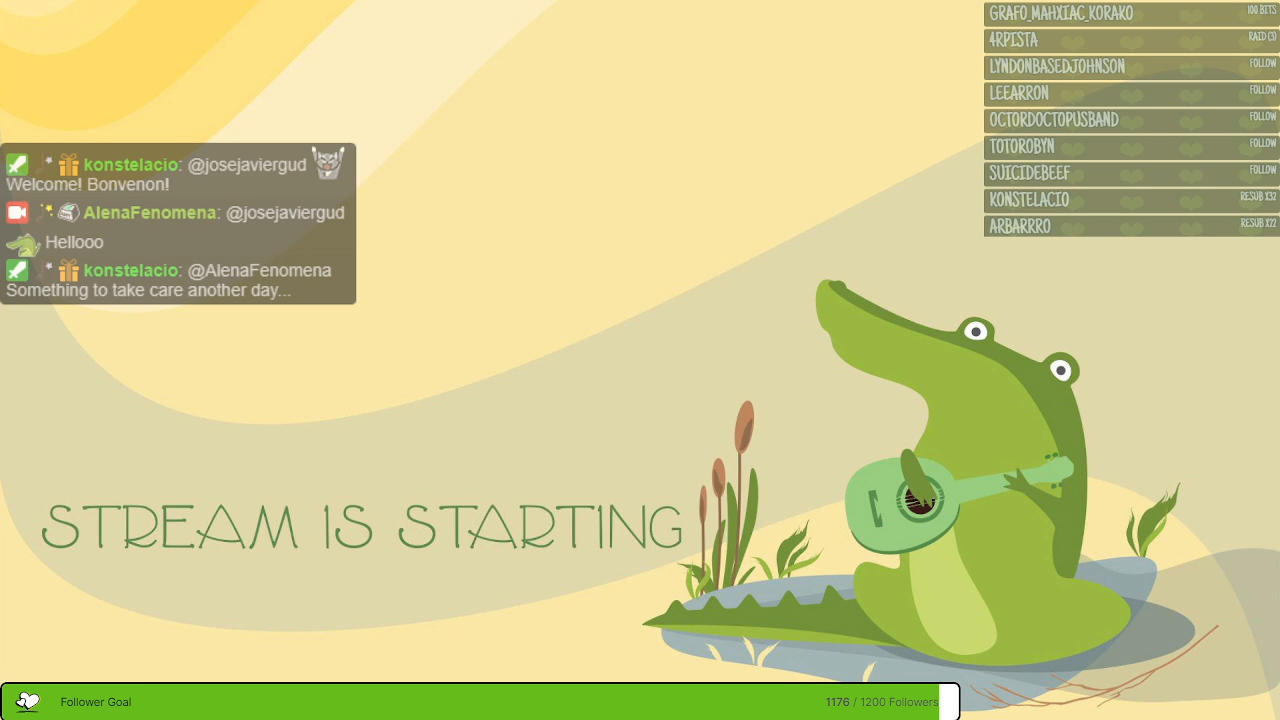 GRAFO_MAHXIAC_KORAKO 100 BITS
4RPISTA RAID (3)
LYNDONBASEDJOHNSON FOLLOW
LEEARRON FOLLOW
OCTORDOCTOPUSBAND FOLLOW
TOTOROBYN FOLLOW
SUICIDEBEEF FOLLOW
KONSTELACIO RESUB X32
ARBARRRO RESUB X22
konstelacio: @josejaviergud
Welcome! Bonvenon!
AlenaFenomena: @josejaviergud
Hellooo
konstelacio: @AlenaFenomena
Something to take care another day...
STREAM IS STARTING
Follower Goal 1176 / 1200 Followers